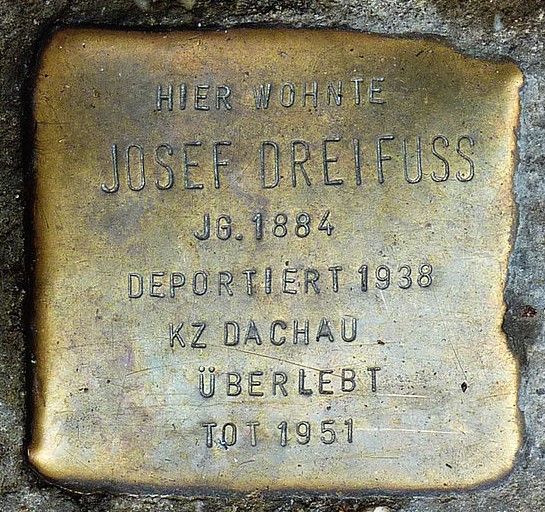 HIER WOHNTE
JOSEF DREIFUSS
JG. 1884
DEPORTIERT 1938
KZ DACHAU
ÜBERLEBT
TOT 1951